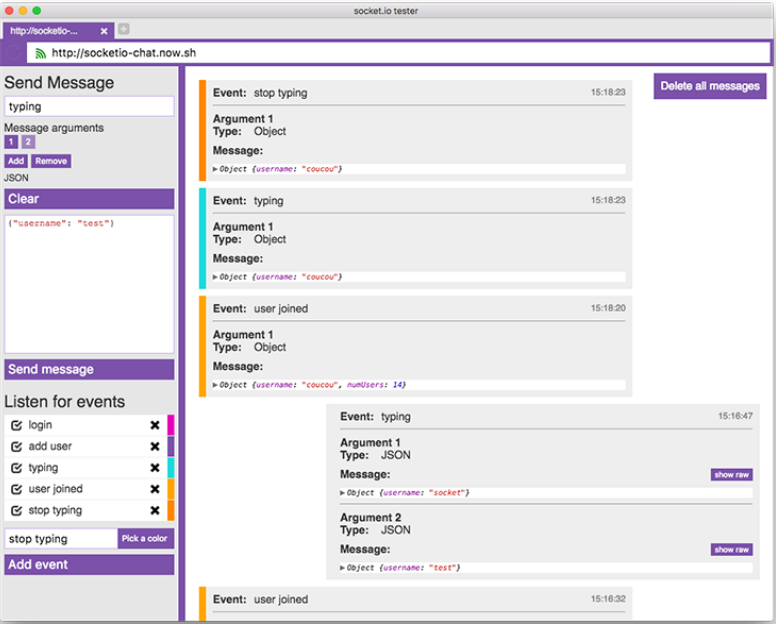 socket.io tester
http://socketio-...
http://socketio-chat.now.sh
Send Message
typing
Message arguments
1 2
Add Remove
JSON
Clear
{"username": "test"}
Send message
Listen for events
login
add user
typing
user joined
stop typing
stop typing Pick a color
Add event
Delete all messages
Event: stop typing 15:18:23
Argument 1
Type: Object
Message:
Object {username: "coucou"}
Event: typing 15:18:23
Argument 1
Type: Object
Message:
Object {username: "coucou"}
Event: user joined 15:18:20
Argument 1
Type: Object
Message:
Object {username: "coucou", numUsers: 14}
Event: typing 15:16:47
Argument 1
Type: JSON
Message: show raw
Object {username: "socket"}
Argument 2
Type: JSON
Message: show raw
Object {username: "test"}
Event: user joined 15:16:32